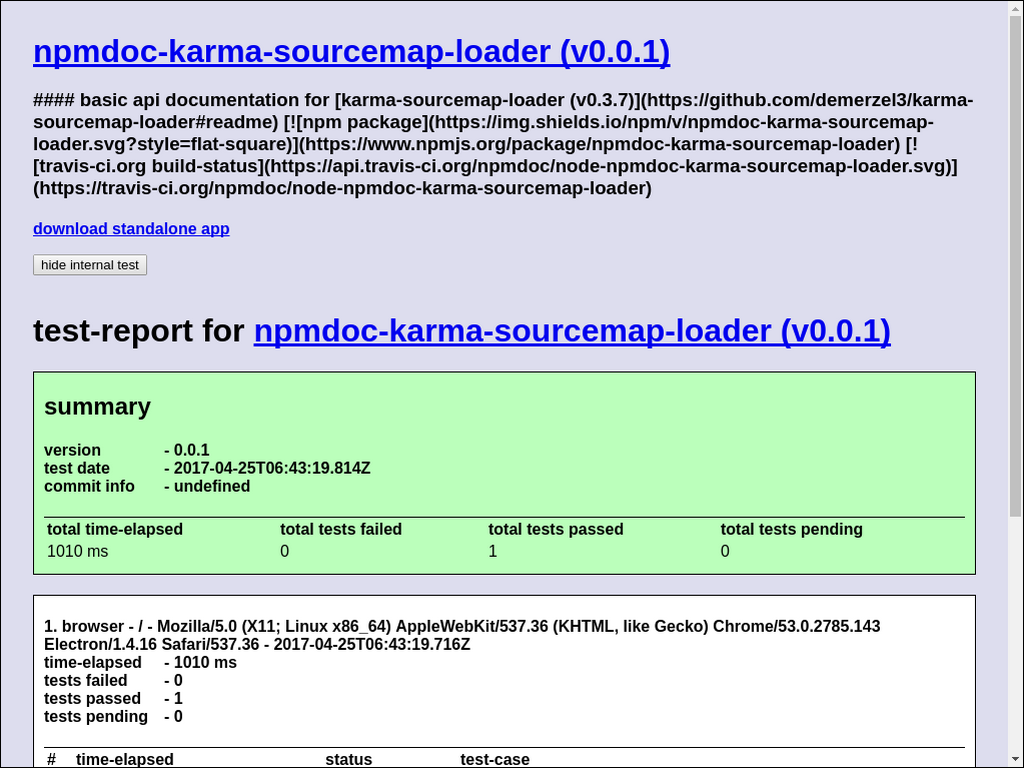 npmdoc-karma-sourcemap-loader (v0.0.1)
#### basic api documentation for [karma-sourcemap-loader (v0.3.7)](https://github.com/demerzel3/karma-
sourcemap-loader#readme) [![npm package](https://img.shields.io/npm/v/npmdoc-karma-sourcemap-
loader.svg?style=flat-square)](https://www.npmjs.org/package/npmdoc-karma-sourcemap-loader) [!
[travis-ci.org build-status](https://api.travis-ci.org/npmdoc/node-npmdoc-karma-sourcemap-loader.svg)]
(https://travis-ci.org/npmdoc/node-npmdoc-karma-sourcemap-loader)
download standalone app
hide internal test
test-report for npmdoc-karma-sourcemap-loader (v0.0.1)
summary
version - 0.0.1
test date - 2017-04-25T06:43:19.814Z
commit info - undefined
total time-elapsed total tests failed total tests passed total tests pending
1010 ms 0 1 0
1. browser - / - Mozilla/5.0 (X11; Linux x86_64) AppleWebKit/537.36 (KHTML, like Gecko) Chrome/53.0.2785.143
Electron/1.4.16 Safari/537.36 - 2017-04-25T06:43:19.716Z
time-elapsed - 1010 ms
tests failed - 0
tests passed - 1
tests pending - 0
# time-elapsed status test-case